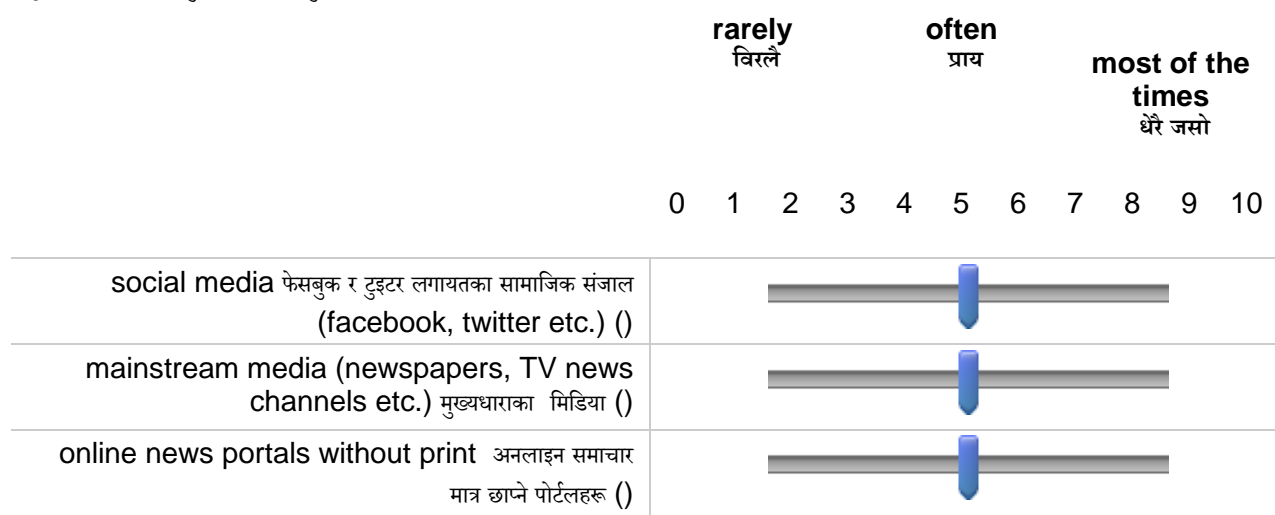 rarely
विरलै
often
प्राय
most of the
times
धेरै जसो
0 1 2 3 4 5 6 7 8 9 10
social media फेसबुक र टुइटर लगायतका सामाजिक संजाल
(facebook, twitter etc.) ()
mainstream media (newspapers, TV news
channels etc.) मुख्यधाराका मिडिया ()
online news portals without print अनलाइन समाचार
मात्र छाप्ने पोर्टलहरू ()